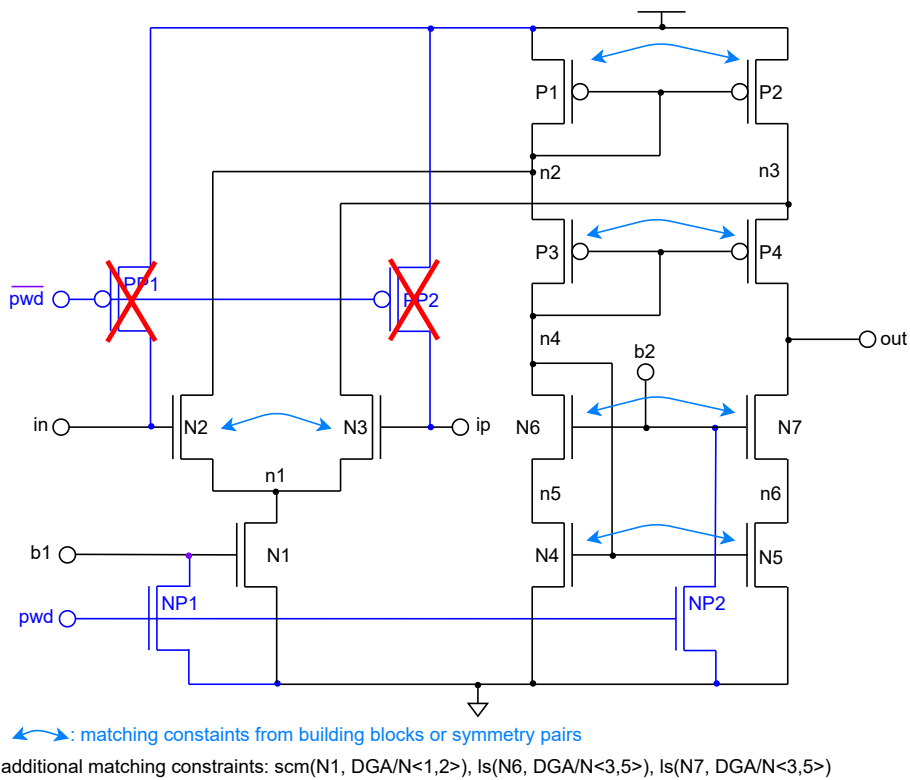 P1
P2
n2
n3
P3
P4
PP1
PP2
pwd
n4
b2
out
in
N2
N3
ip
N6
N7
n1
n5
n6
b1
N1
N4
N5
NP1
NP2
pwd
: matching constaints from building blocks or symmetry pairs
additional matching constraints: scm(N1, DGA/N<1,2>), ls(N6, DGA/N<3,5>), ls(N7, DGA/N<3,5>)